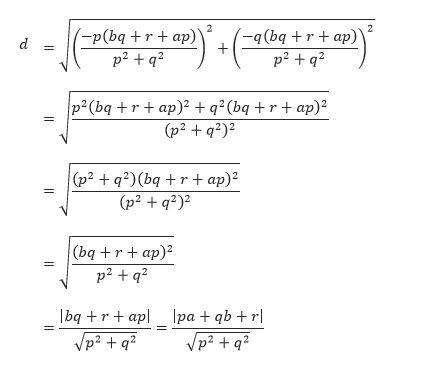 d = √((-p(bq + r + ap)/(p² + q²))² + (-q(bq + r + ap)/(p² + q²))²)
= √((p²(bq + r + ap)² + q²(bq + r + ap)²)/(p² + q²)²)
= √((p² + q²)(bq + r + ap)²/(p² + q²)²)
= √((bq + r + ap)²/(p² + q²))
= |bq + r + ap|/√(p² + q²) = |pa + qb + r|/√(p² + q²)